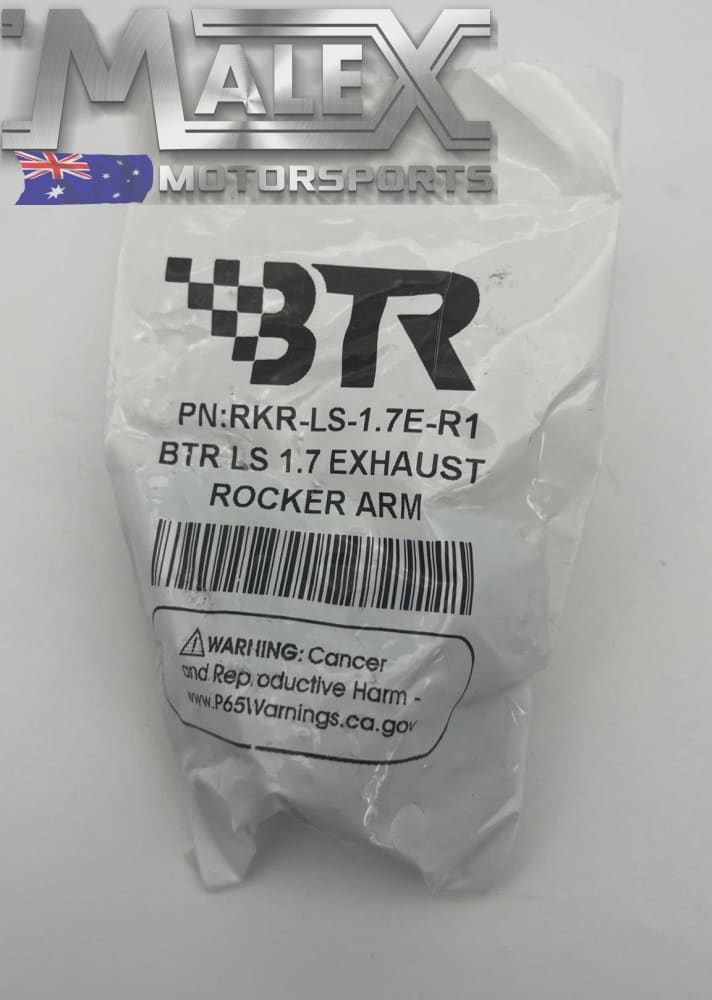 MALEX
MOTORSPORTS
BTR
PN:RKR-LS-1.7E-R1
BTR LS 1.7 EXHAUST
ROCKER ARM
WARNING: Cancer
and Reproductive Harm -
www.P65Warnings.ca.gov